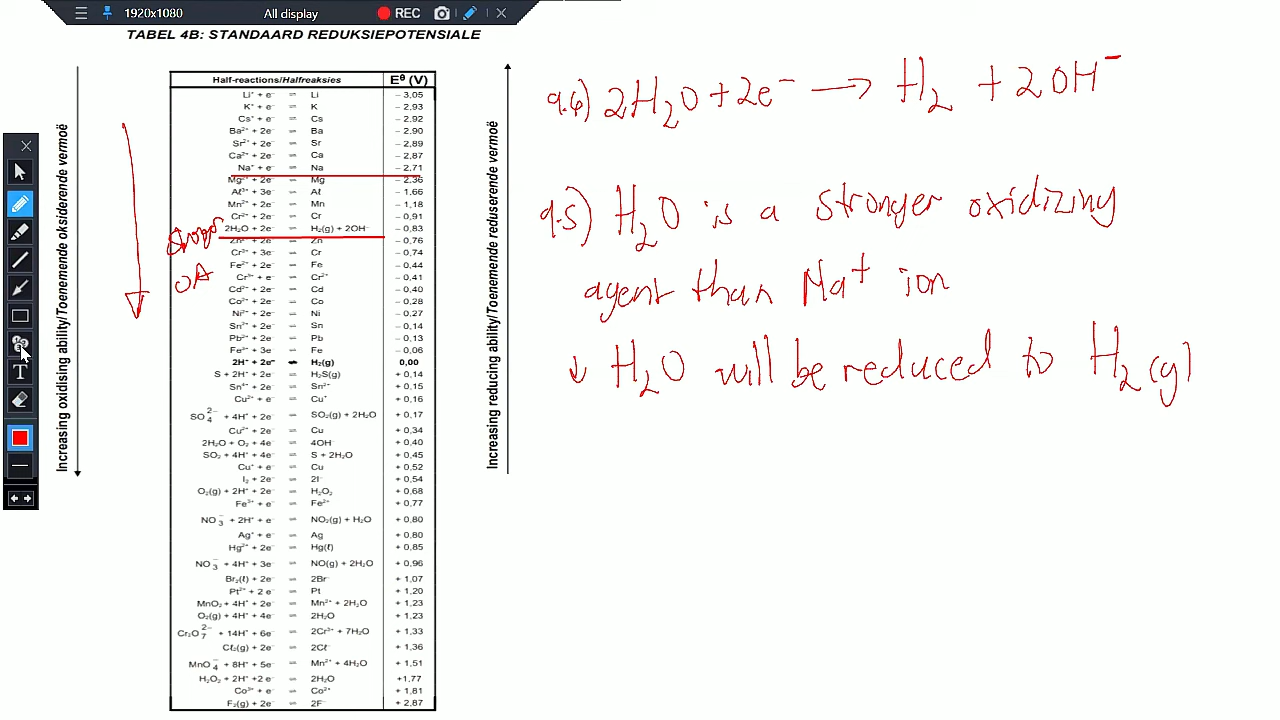 1920x1080 All display REC
TABEL 4B: STANDAARD REDUKSIEPOTENSIALE
Half-reactions/Halfreaksies Eᶿ (V)
Li⁺ + e⁻ ⇌ Li − 3,05
K⁺ + e⁻ ⇌ K − 2,93
Cs⁺ + e⁻ ⇌ Cs − 2,92
Ba²⁺ + 2e⁻ ⇌ Ba − 2,90
Sr²⁺ + 2e⁻ ⇌ Sr − 2,89
Ca²⁺ + 2e⁻ ⇌ Ca − 2,87
Na⁺ + e⁻ ⇌ Na − 2,71
Mg²⁺ + 2e⁻ ⇌ Mg − 2,36
Aℓ³⁺ + 3e⁻ ⇌ Aℓ − 1,66
Mn²⁺ + 2e⁻ ⇌ Mn − 1,18
Cr²⁺ + 2e⁻ ⇌ Cr − 0,91
2H₂O + 2e⁻ ⇌ H₂(g) + 2OH⁻ − 0,83
Zn²⁺ + 2e⁻ ⇌ Zn − 0,76
Cr³⁺ + 3e⁻ ⇌ Cr − 0,74
Fe²⁺ + 2e⁻ ⇌ Fe − 0,44
Cr³⁺ + e⁻ ⇌ Cr²⁺ − 0,41
Cd²⁺ + 2e⁻ ⇌ Cd − 0,40
Co²⁺ + 2e⁻ ⇌ Co − 0,28
Ni²⁺ + 2e⁻ ⇌ Ni − 0,27
Sn²⁺ + 2e⁻ ⇌ Sn − 0,14
Pb²⁺ + 2e⁻ ⇌ Pb − 0,13
Fe³⁺ + 3e⁻ ⇌ Fe − 0,06
2H⁺ + 2e⁻ ⇌ H₂(g) 0,00
S + 2H⁺ + 2e⁻ ⇌ H₂S(g) + 0,14
Sn⁴⁺ + 2e⁻ ⇌ Sn²⁺ + 0,15
Cu²⁺ + e⁻ ⇌ Cu⁺ + 0,16
SO₄²⁻ + 4H⁺ + 2e⁻ ⇌ SO₂(g) + 2H₂O + 0,17
Cu²⁺ + 2e⁻ ⇌ Cu + 0,34
2H₂O + O₂ + 4e⁻ ⇌ 4OH⁻ + 0,40
SO₂ + 4H⁺ + 4e⁻ ⇌ S + 2H₂O + 0,45
Cu⁺ + e⁻ ⇌ Cu + 0,52
I₂ + 2e⁻ ⇌ 2I⁻ + 0,54
O₂(g) + 2H⁺ + 2e⁻ ⇌ H₂O₂ + 0,68
Fe³⁺ + e⁻ ⇌ Fe²⁺ + 0,77
NO₃⁻ + 2H⁺ + e⁻ ⇌ NO₂(g) + H₂O + 0,80
Ag⁺ + e⁻ ⇌ Ag + 0,80
Hg²⁺ + 2e⁻ ⇌ Hg(ℓ) + 0,85
NO₃⁻ + 4H⁺ + 3e⁻ ⇌ NO(g) + 2H₂O + 0,96
Br₂(ℓ) + 2e⁻ ⇌ 2Br⁻ + 1,07
Pt²⁺ + 2 e⁻ ⇌ Pt + 1,20
MnO₂ + 4H⁺ + 2e⁻ ⇌ Mn²⁺ + 2H₂O + 1,23
O₂(g) + 4H⁺ + 4e⁻ ⇌ 2H₂O + 1,23
Cr₂O₇²⁻ + 14H⁺ + 6e⁻ ⇌ 2Cr³⁺ + 7H₂O + 1,33
Cℓ₂(g) + 2e⁻ ⇌ 2Cℓ⁻ + 1,36
MnO₄⁻ + 8H⁺ + 5e⁻ ⇌ Mn²⁺ + 4H₂O + 1,51
H₂O₂ + 2H⁺ +2 e⁻ ⇌ 2H₂O +1,77
Co³⁺ + e⁻ ⇌ Co²⁺ + 1,81
F₂(g) + 2e⁻ ⇌ 2F⁻ + 2,87
Increasing oxidising ability/Toenemende oksiderende vermoë
Increasing reducing ability/Toenemende reduserende vermoë
OA
2H₂O + 2e⁻ → H₂ + 2OH⁻
9.5) H₂O is a stronger oxidizing
agent than Na⁺ ion
↓ H₂O will be reduced to H₂(g)